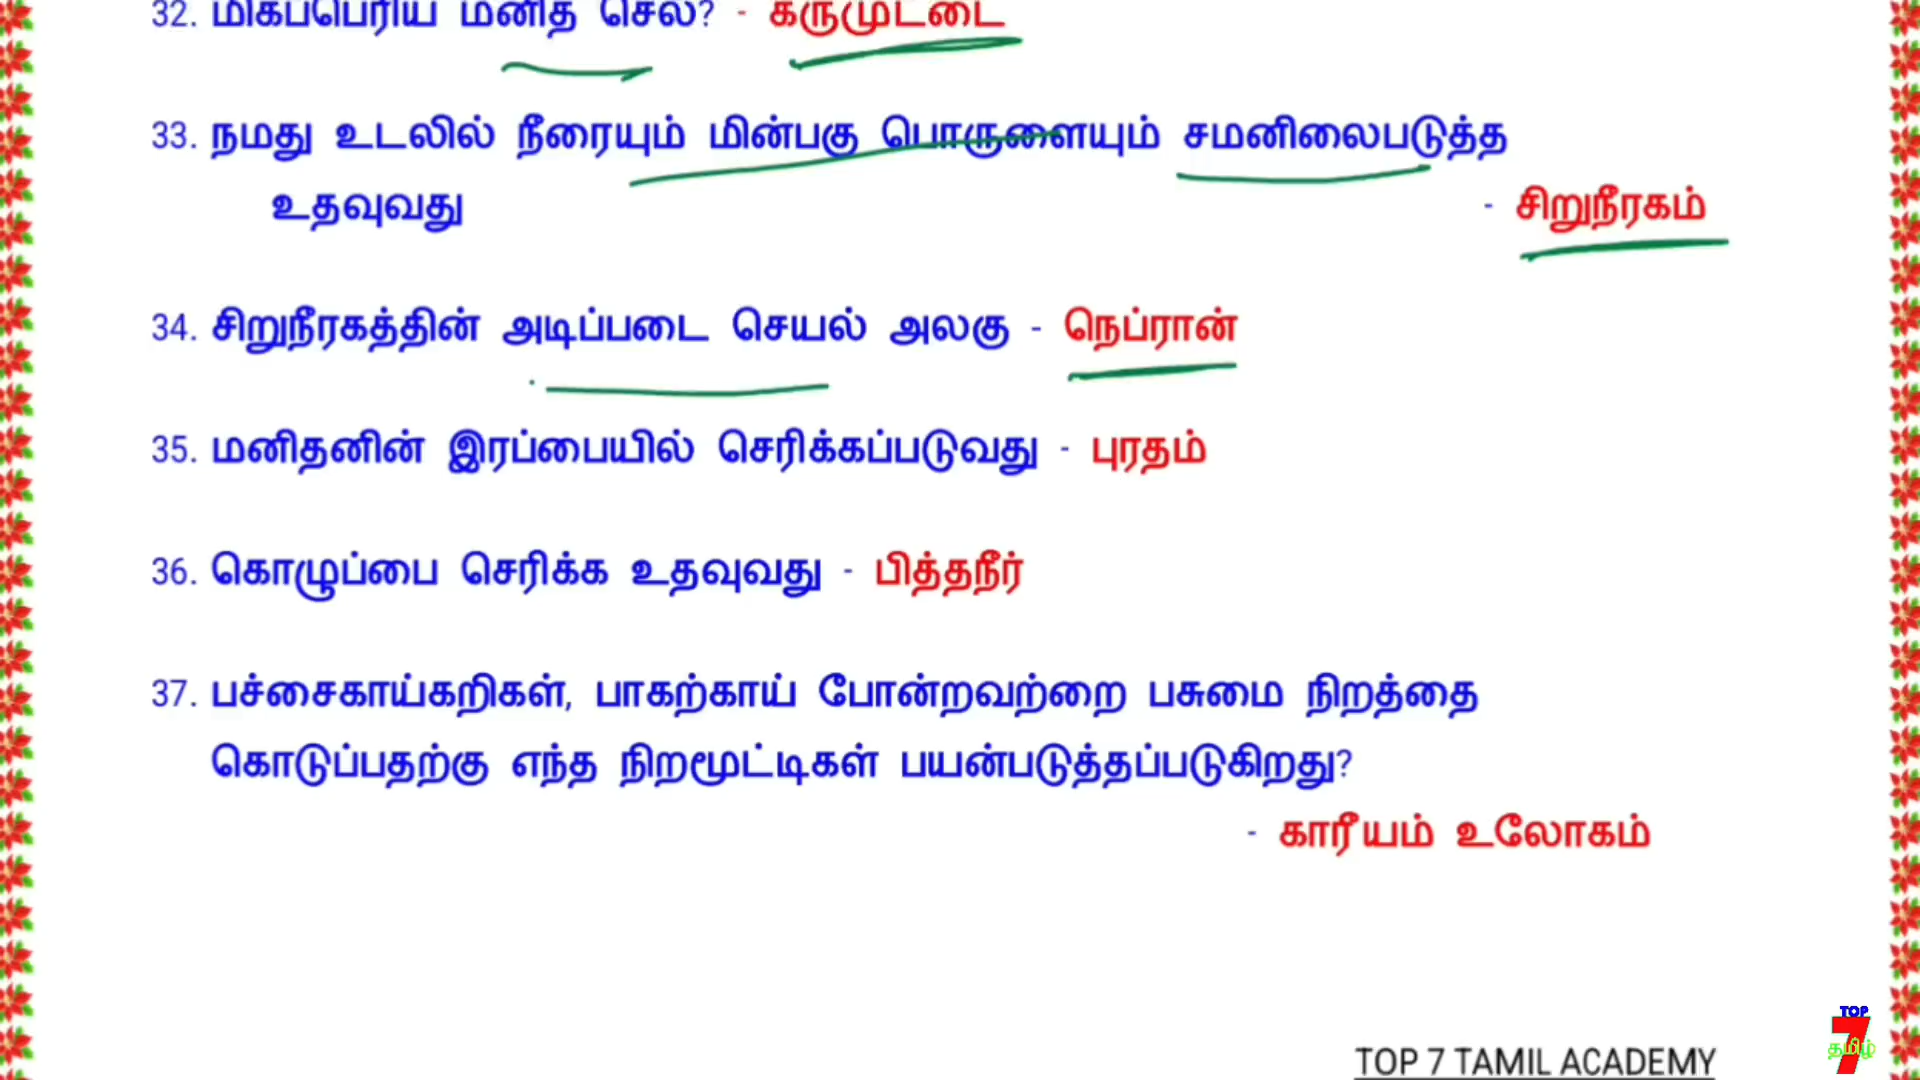 32. மிகப்பெரிய மனித செல்? - கருமுட்டை
33. நமது உடலில் நீரையும் மின்பகு பொருளையும் சமனிலைபடுத்த
உதவுவது - சிறுநீரகம்
34. சிறுநீரகத்தின் அடிப்படை செயல் அலகு - நெப்ரான்
35. மனிதனின் இரப்பையில் செரிக்கப்படுவது - புரதம்
36. கொழுப்பை செரிக்க உதவுவது - பித்தநீர்
37. பச்சைகாய்கறிகள், பாகற்காய் போன்றவற்றை பசுமை நிறத்தை
கொடுப்பதற்கு எந்த நிறமூட்டிகள் பயன்படுத்தப்படுகிறது?
- காரீயம் உலோகம்
TOP
7
தமிழ்
TOP 7 TAMIL ACADEMY